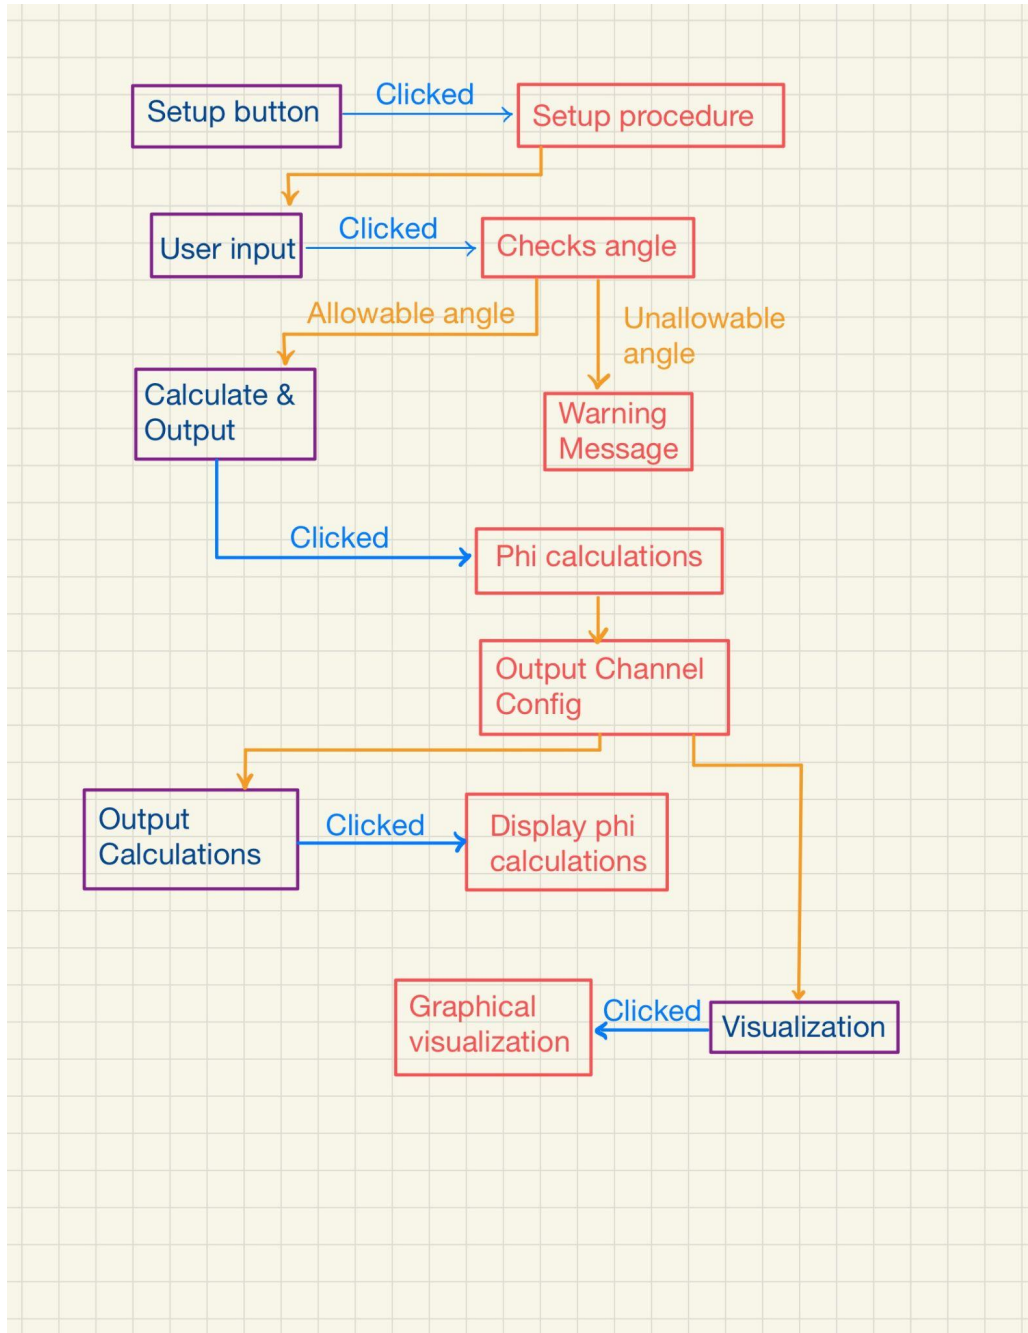 Setup button
Clicked
Setup procedure
User input
Clicked
Checks angle
Allowable angle
Unallowable
angle
Calculate &
Output
Warning
Message
Clicked
Phi calculations
Output Channel
Config
Output
Calculations
Clicked
Display phi
calculations
Graphical
visualization
Clicked
Visualization